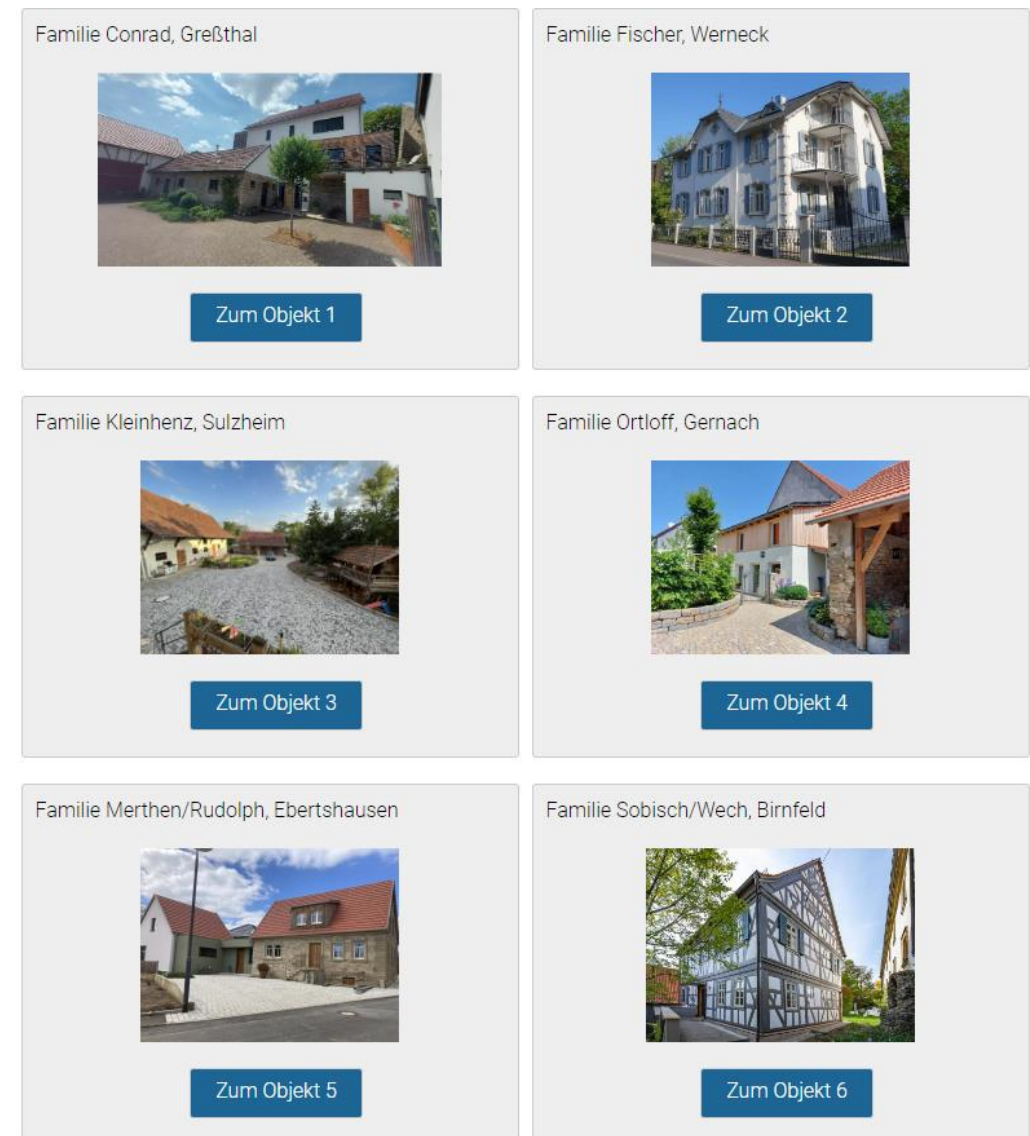 Familie Conrad, Greßthal
Familie Fischer, Werneck
Zum Objekt 1
Zum Objekt 2
Familie Kleinhenz, Sulzheim
Familie Ortloff, Gernach
Zum Objekt 3
Zum Objekt 4
Familie Merthen/Rudolph, Ebertshausen
Familie Sobisch/Wech, Birnfeld
Zum Objekt 5
Zum Objekt 6